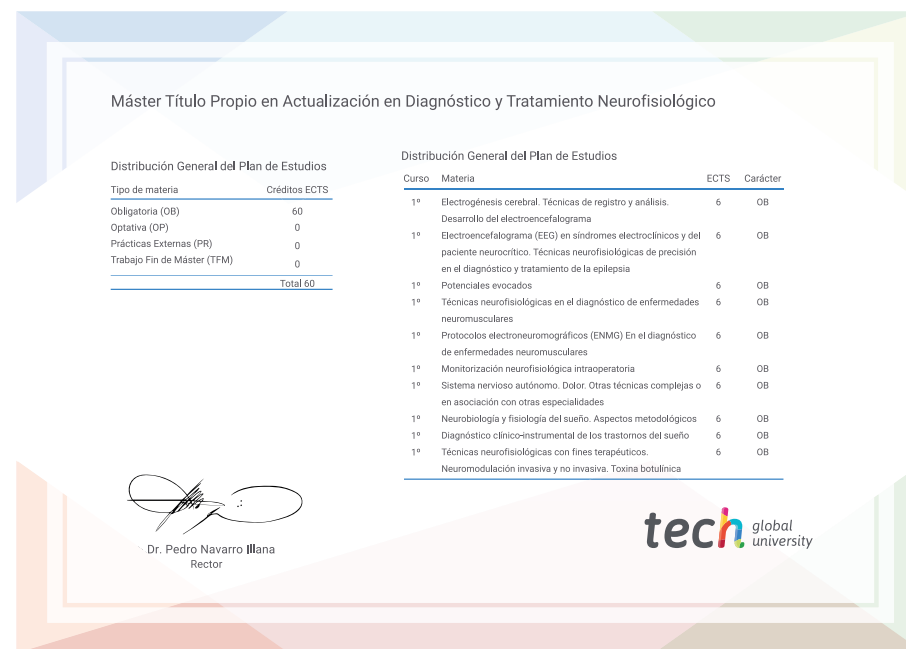 Máster Título Propio en Actualización en Diagnóstico y Tratamiento Neurofisiológico
Distribución General del Plan de Estudios
Tipo de materia Créditos ECTS
Obligatoria (OB) 60
Optativa (OP) 0
Prácticas Externas (PR) 0
Trabajo Fin de Máster (TFM) 0
Total 60
Distribución General del Plan de Estudios
Curso Materia ECTS Carácter
1º Electrogénesis cerebral. Técnicas de registro y análisis. 6 OB
Desarrollo del electroencefalograma
1º Electroencefalograma (EEG) en síndromes electroclínicos y del 6 OB
paciente neurocrítico. Técnicas neurofisiológicas de precisión
en el diagnóstico y tratamiento de la epilepsia
1º Potenciales evocados 6 OB
1º Técnicas neurofisiológicas en el diagnóstico de enfermedades 6 OB
neuromusculares
1º Protocolos electroneuromográficos (ENMG) En el diagnóstico 6 OB
de enfermedades neuromusculares
1º Monitorización neurofisiológica intraoperatoria 6 OB
1º Sistema nervioso autónomo. Dolor. Otras técnicas complejas o 6 OB
en asociación con otras especialidades
1º Neurobiología y fisiología del sueño. Aspectos metodológicos 6 OB
1º Diagnóstico clínico-instrumental de los trastornos del sueño 6 OB
1º Técnicas neurofisiológicas con fines terapéuticos. 6 OB
Neuromodulación invasiva y no invasiva. Toxina botulínica
Dr. Pedro Navarro Illana
Rector
tech global
university